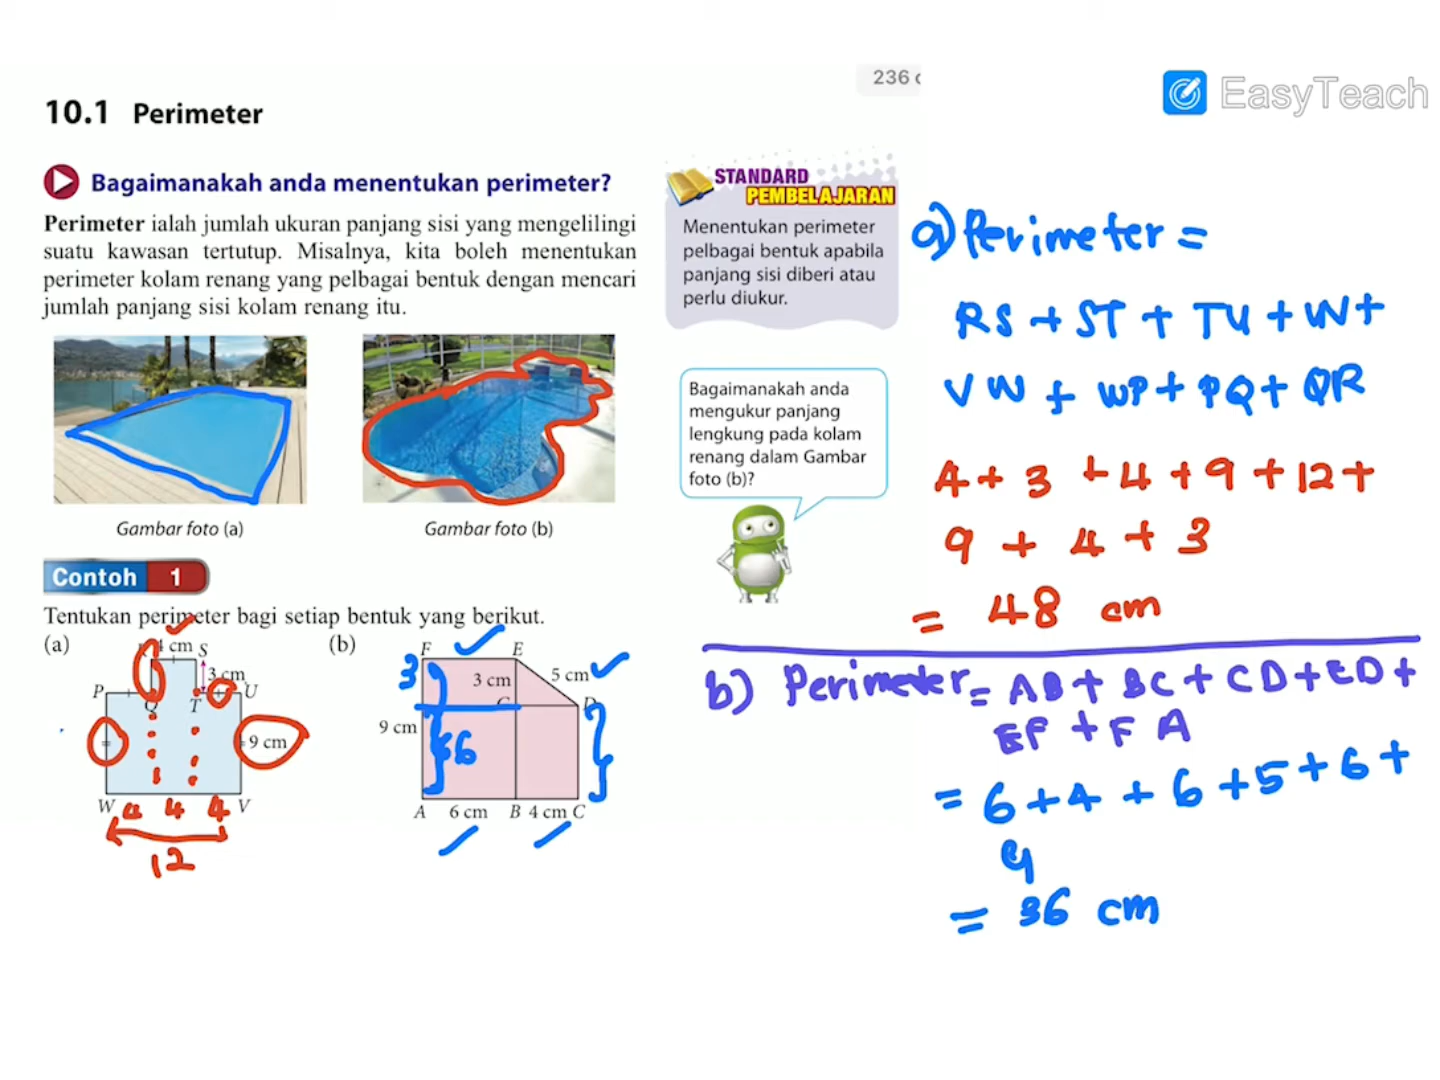 236
EasyTeach
10.1 Perimeter
Bagaimanakah anda menentukan perimeter?
Perimeter ialah jumlah ukuran panjang sisi yang mengelilingi
suatu kawasan tertutup. Misalnya, kita boleh menentukan
perimeter kolam renang yang pelbagai bentuk dengan mencari
jumlah panjang sisi kolam renang itu.
Gambar foto (a)
Gambar foto (b)
STANDARD
PEMBELAJARAN
Menentukan perimeter
pelbagai bentuk apabila
panjang sisi diberi atau
perlu diukur.
Bagaimanakah anda
mengukur panjang
lengkung pada kolam
renang dalam Gambar
foto (b)?
Contoh 1
Tentukan perimeter bagi setiap bentuk yang berikut.
(a)
4 cm S
3 cm
P
U
Q T
9 cm
W V
4 4 4
12
(b)
F E
3
3 cm
5 cm
D
9 cm
6
A 6 cm B 4 cm C
a) Perimeter =
RS + ST + TU + UV +
VW + WP + PQ + QR
4 + 3 + 4 + 9 + 12 +
9 + 4 + 3
= 48 cm
b) Perimeter = AB + BC + CD + ED +
EF + FA
= 6 + 4 + 6 + 5 + 6 +
9
= 36 cm